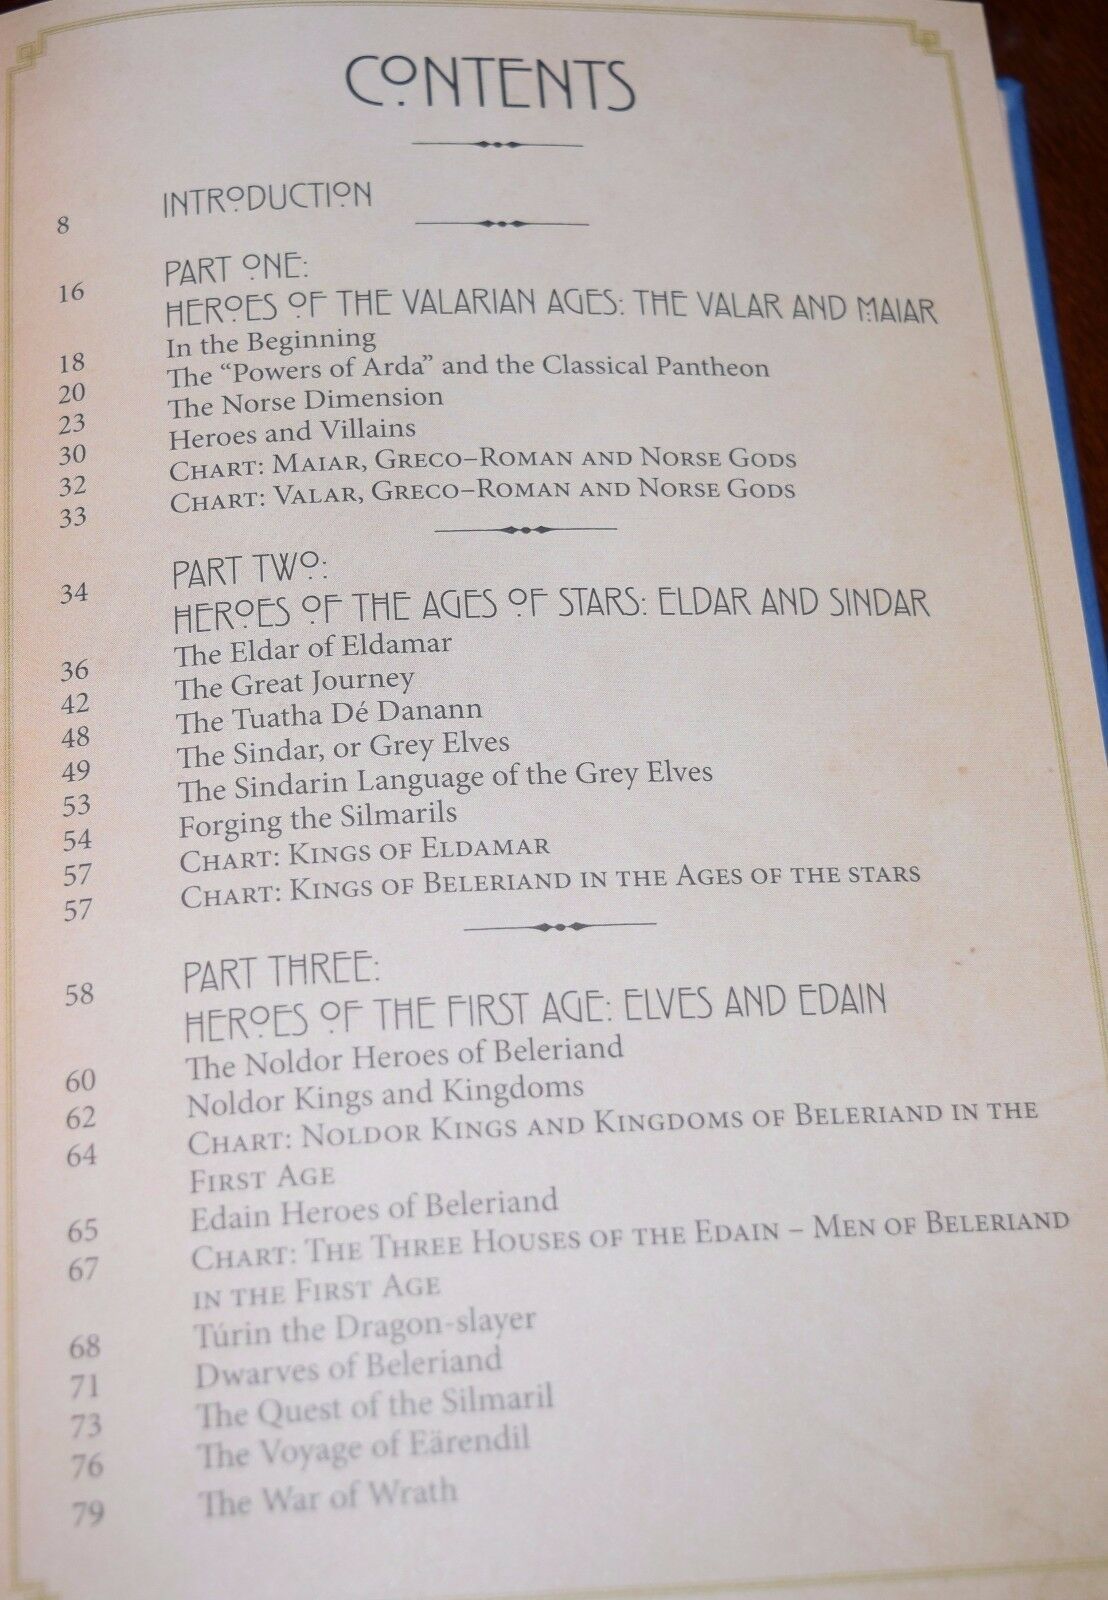 CONTENTS
8 INTRODUCTION
PART ONE:
16 HEROES OF THE VALARIAN AGES: THE VALAR AND MAIAR
18 In the Beginning
20 The “Powers of Arda” and the Classical Pantheon
23 The Norse Dimension
30 Heroes and Villains
32 CHART: MAIAR, GRECO–ROMAN AND NORSE GODS
33 CHART: VALAR, GRECO–ROMAN AND NORSE GODS
PART TWO:
34 HEROES OF THE AGES OF STARS: ELDAR AND SINDAR
36 The Eldar of Eldamar
42 The Great Journey
48 The Tuatha Dé Danann
49 The Sindar, or Grey Elves
53 The Sindarin Language of the Grey Elves
54 Forging the Silmarils
57 CHART: KINGS OF ELDAMAR
57 CHART: KINGS OF BELERIAND IN THE AGES OF THE STARS
PART THREE:
58 HEROES OF THE FIRST AGE: ELVES AND EDAIN
60 The Noldor Heroes of Beleriand
62 Noldor Kings and Kingdoms
64 CHART: NOLDOR KINGS AND KINGDOMS OF BELERIAND IN THE
FIRST AGE
65 Edain Heroes of Beleriand
67 CHART: THE THREE HOUSES OF THE EDAIN – MEN OF BELERIAND
IN THE FIRST AGE
68 Túrin the Dragon-slayer
71 Dwarves of Beleriand
73 The Quest of the Silmaril
76 The Voyage of Eärendil
79 The War of Wrath